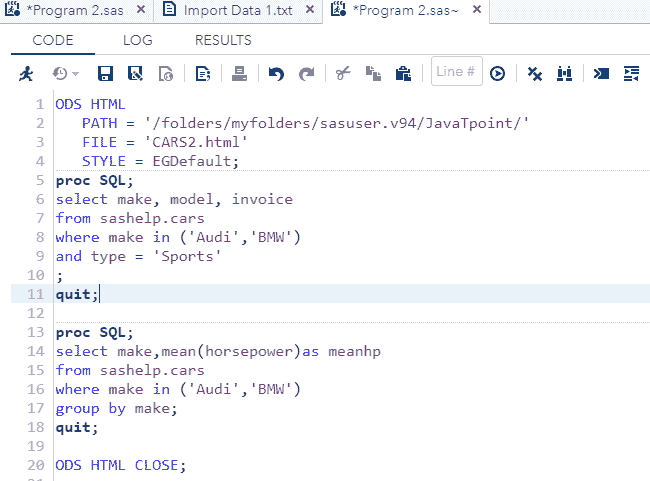 *Program 2.sas × Import Data 1.txt × *Program 2.sas~ ×
CODE LOG RESULTS
Line #
1 ODS HTML
2 PATH = '/folders/myfolders/sasuser.v94/JavaTpoint/'
3 FILE = 'CARS2.html'
4 STYLE = EGDefault;
5 proc SQL;
6 select make, model, invoice
7 from sashelp.cars
8 where make in ('Audi','BMW')
9 and type = 'Sports'
10 ;
11 quit;
12
13 proc SQL;
14 select make,mean(horsepower)as meanhp
15 from sashelp.cars
16 where make in ('Audi','BMW')
17 group by make;
18 quit;
19
20 ODS HTML CLOSE;